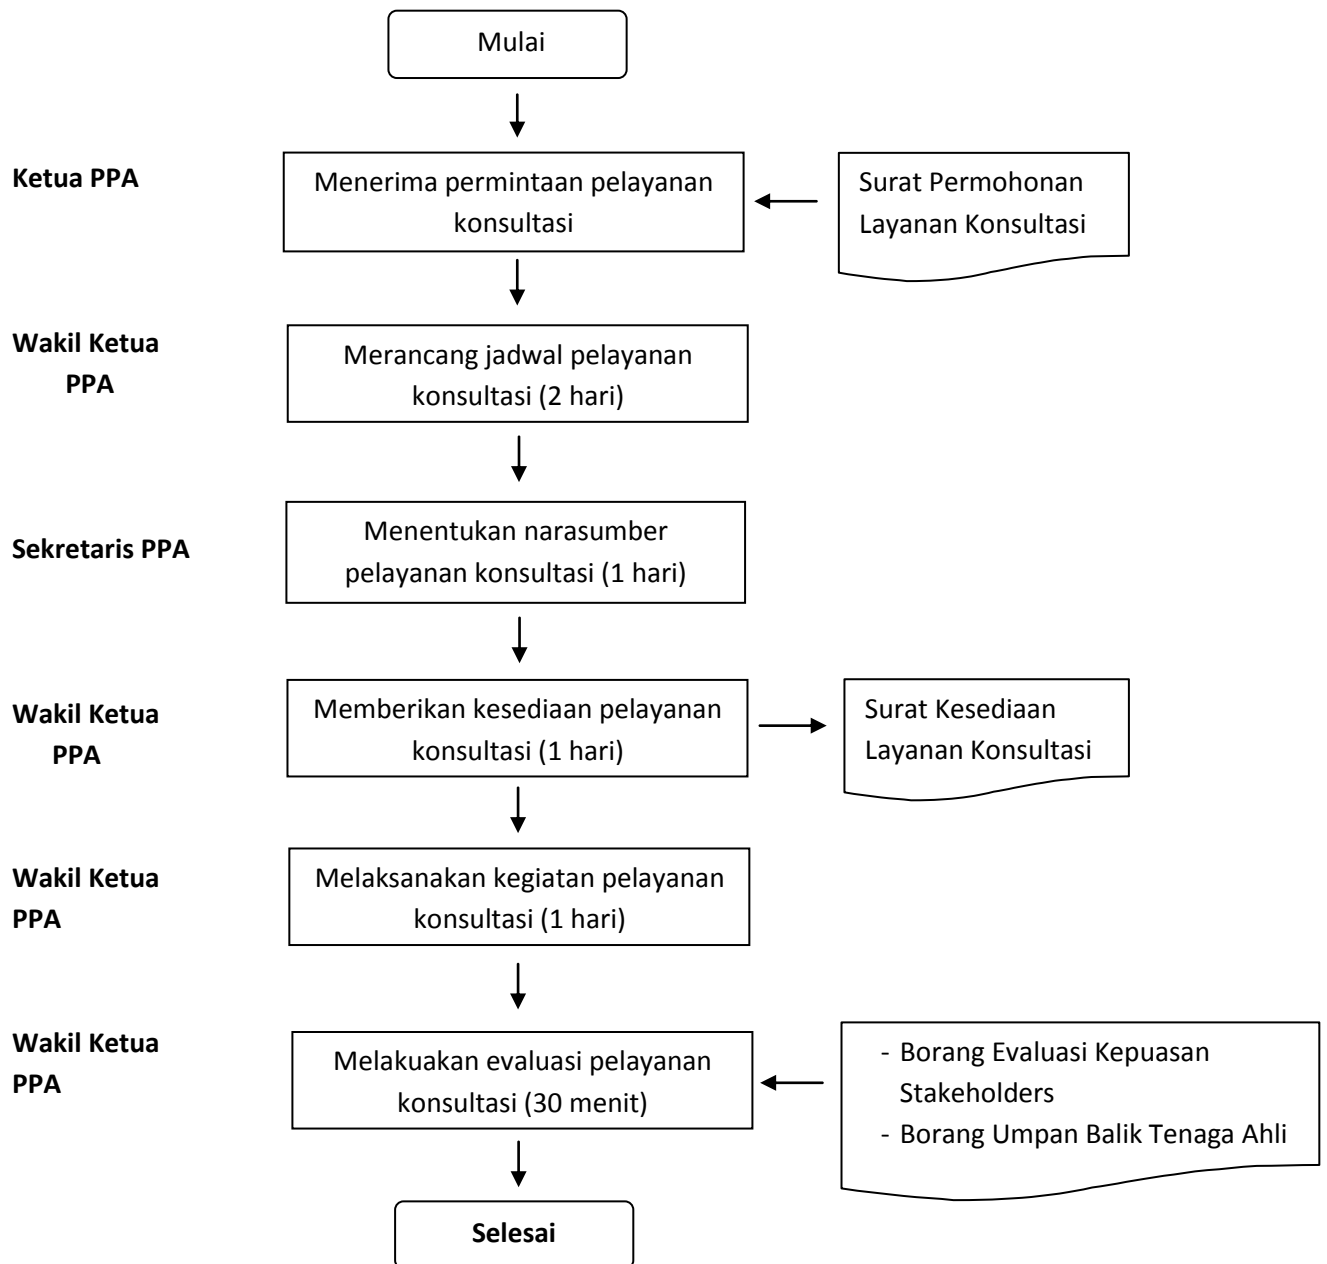 Mulai
Ketua PPA
Menerima permintaan pelayanan
konsultasi
Surat Permohonan
Layanan Konsultasi
Wakil Ketua
PPA
Merancang jadwal pelayanan
konsultasi (2 hari)
Sekretaris PPA
Menentukan narasumber
pelayanan konsultasi (1 hari)
Wakil Ketua
PPA
Memberikan kesediaan pelayanan
konsultasi (1 hari)
Surat Kesediaan
Layanan Konsultasi
Wakil Ketua
PPA
Melaksanakan kegiatan pelayanan
konsultasi (1 hari)
Wakil Ketua
PPA
Melakuakan evaluasi pelayanan
konsultasi (30 menit)
- Borang Evaluasi Kepuasan
Stakeholders
- Borang Umpan Balik Tenaga Ahli
Selesai